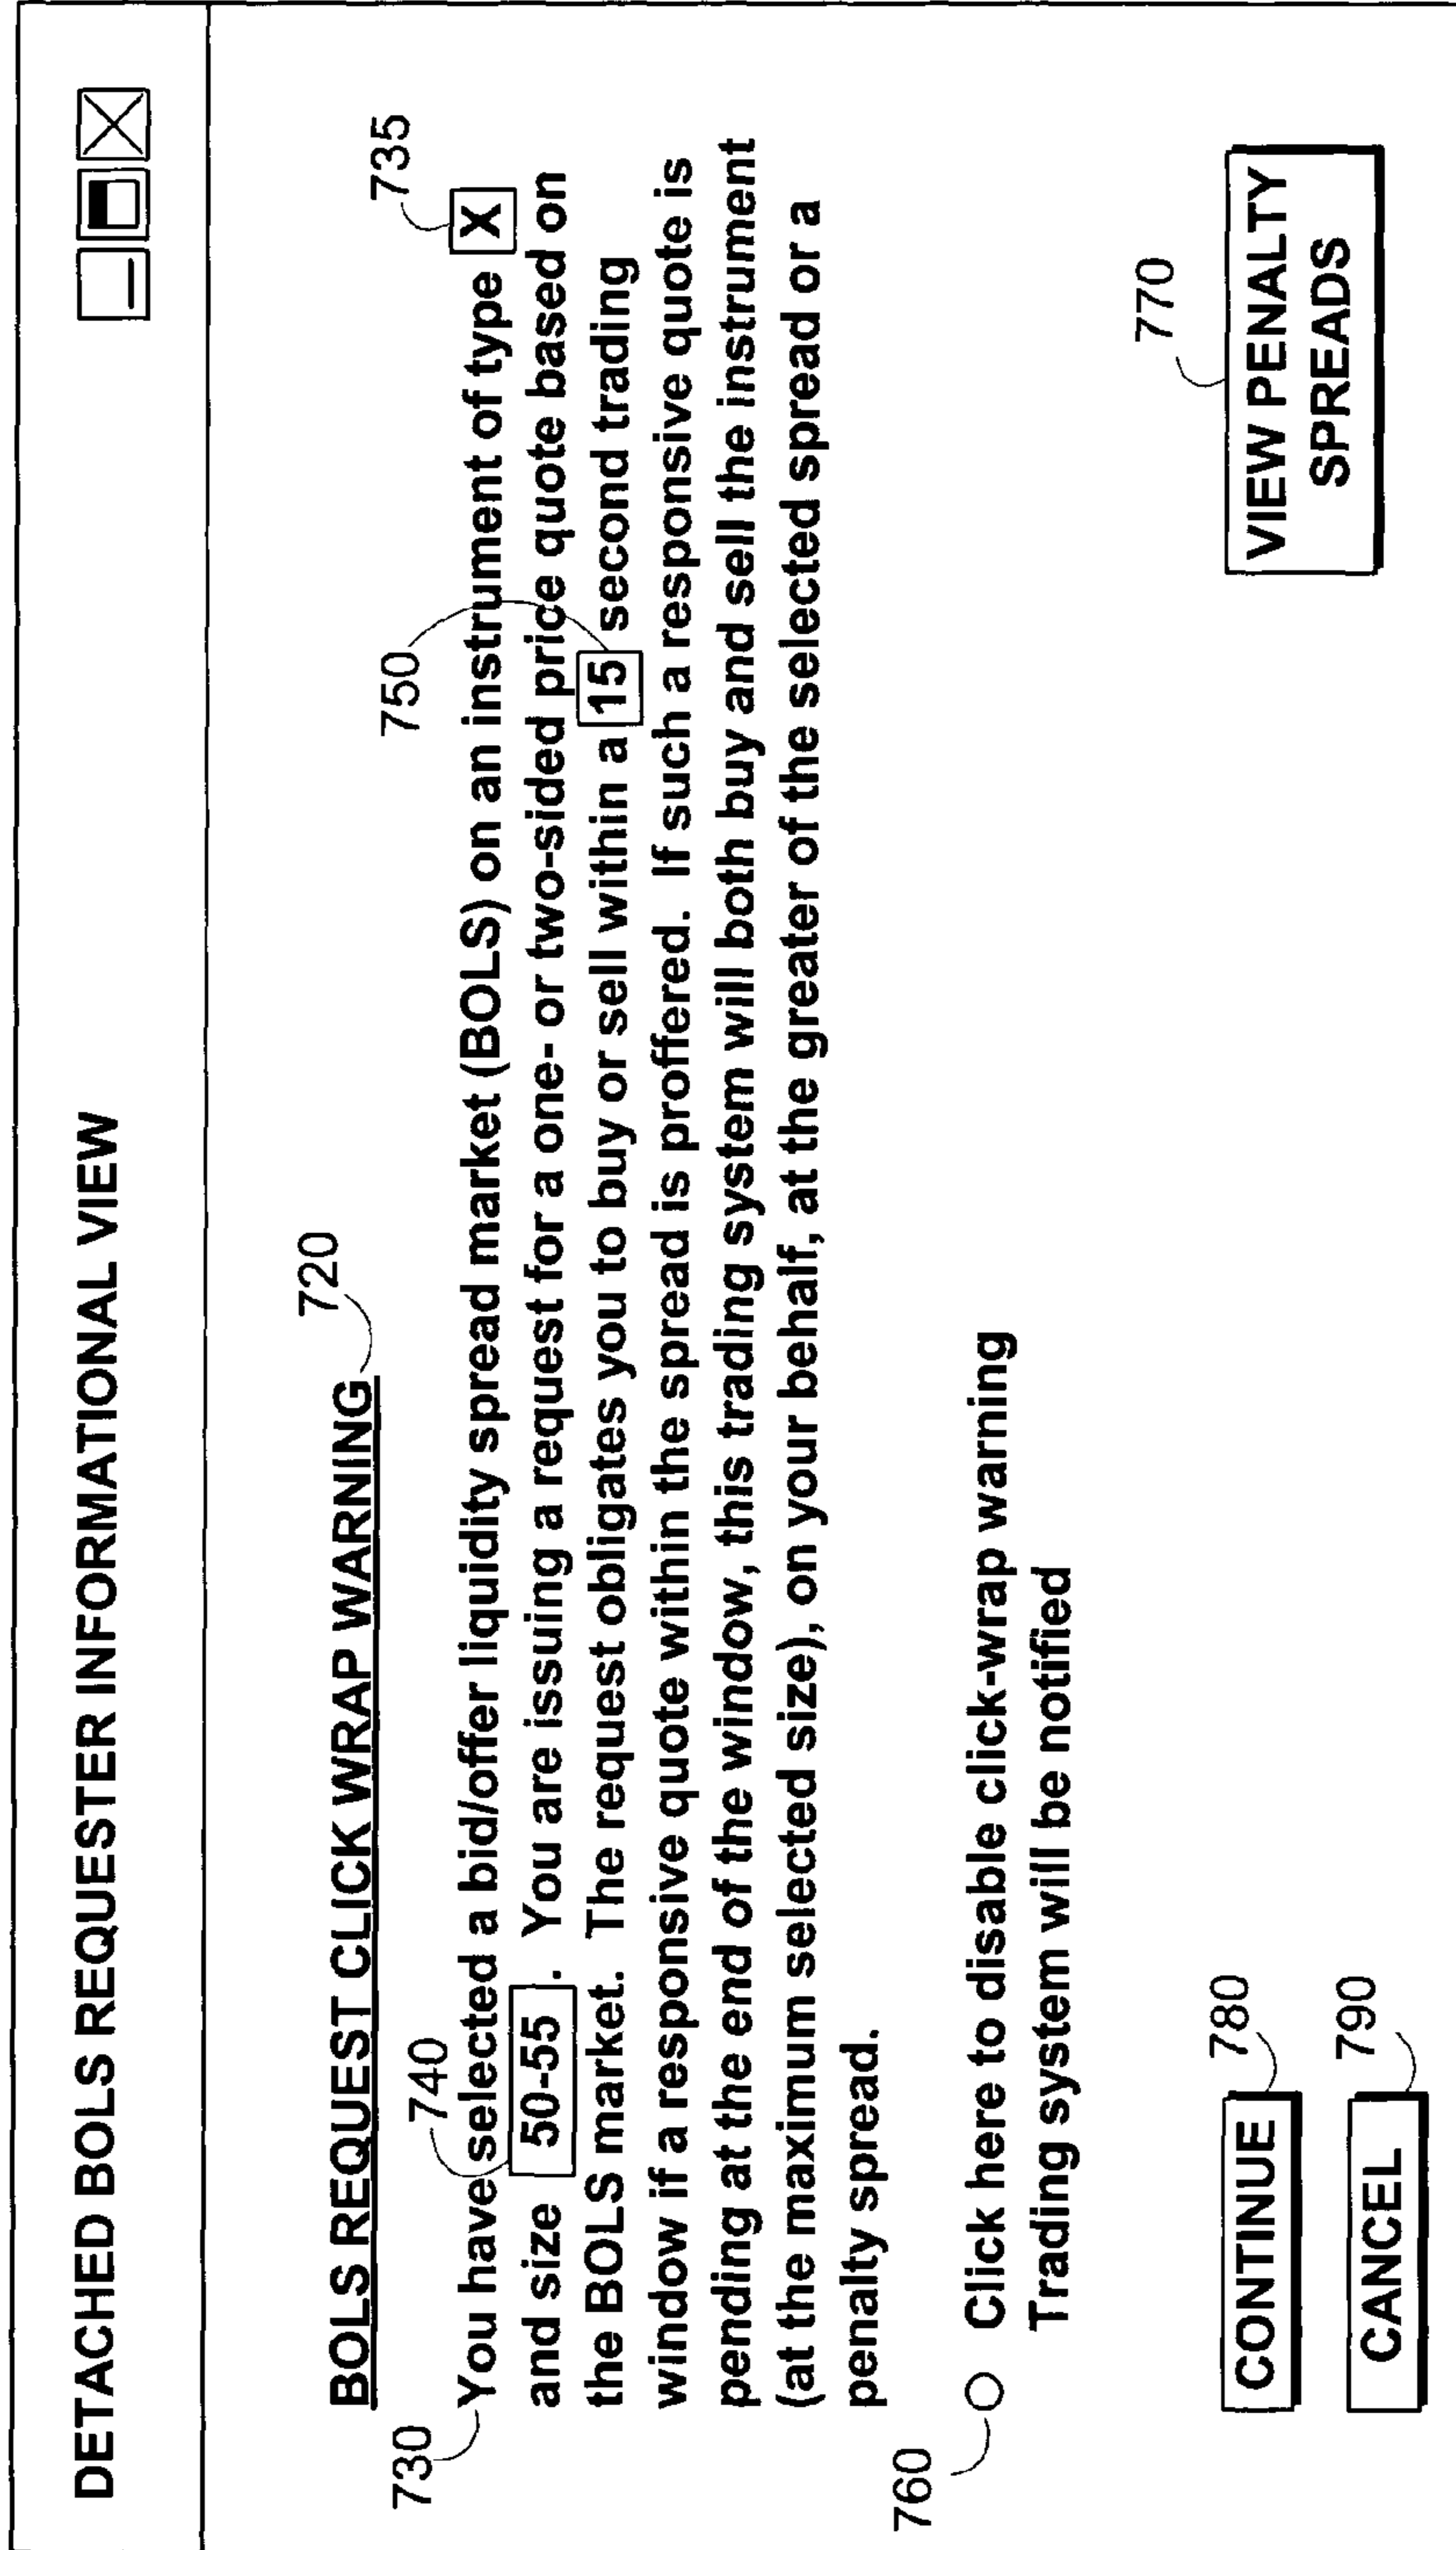 DETACHED BOLS REQUESTER INFORMATIONAL VIEW
BOLS REQUEST CLICK WRAP WARNING 720
730 740 750 735
You have selected a bid/offer liquidity spread market (BOLS) on an instrument of type X
and size 50-55 . You are issuing a request for a one- or two-sided price quote based on
the BOLS market. The request obligates you to buy or sell within a 15 second trading
window if a responsive quote within the spread is proffered. If such a responsive quote is
pending at the end of the window, this trading system will both buy and sell the instrument
(at the maximum selected size), on your behalf, at the greater of the selected spread or a
penalty spread.
760
Click here to disable click-wrap warning
Trading system will be notified
770
VIEW PENALTY
SPREADS
CONTINUE 780
CANCEL 790